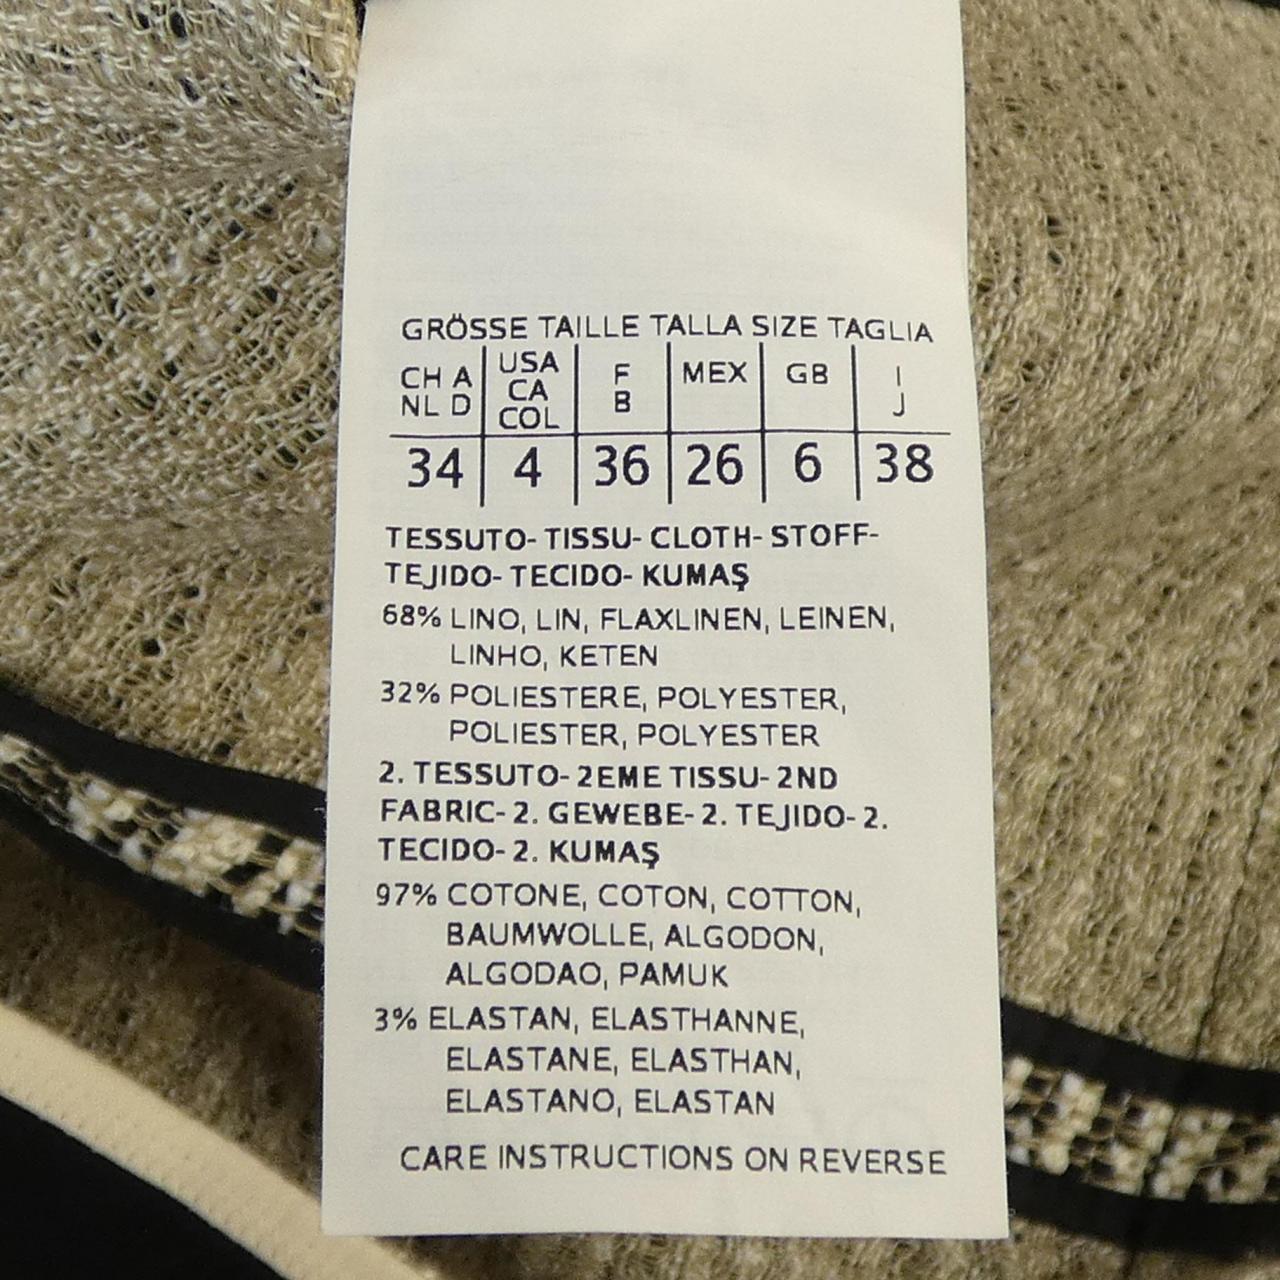 GRÖSSE TAILLE TALLA SIZE TAGLIA
CH A USA F MEX GB I
NL D CA B J
COL
34 4 36 26 6 38
TESSUTO- TISSU- CLOTH- STOFF-
TEJIDO- TECIDO- KUMAŞ
68% LINO, LIN, FLAXLINEN, LEINEN,
LINHO, KETEN
32% POLIESTERE, POLYESTER,
POLIESTER, POLYESTER
2. TESSUTO- 2EME TISSU- 2ND
FABRIC- 2. GEWEBE- 2. TEJIDO- 2.
TECIDO- 2. KUMAŞ
97% COTONE, COTON, COTTON,
BAUMWOLLE, ALGODON,
ALGODAO, PAMUK
3% ELASTAN, ELASTHANNE,
ELASTANE, ELASTHAN,
ELASTANO, ELASTAN
CARE INSTRUCTIONS ON REVERSE